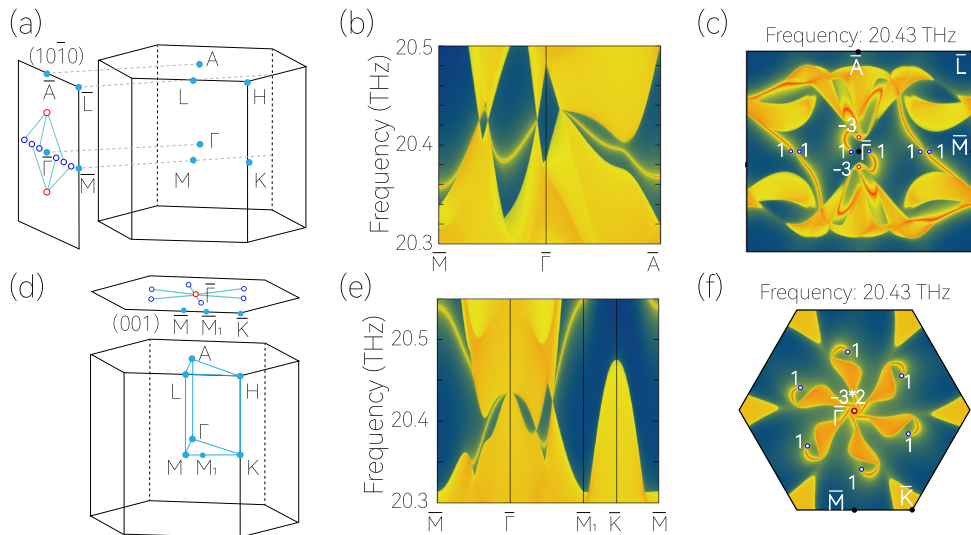 (a)
(101̅0)
A̅
L̅
Γ̅
M̅
A
L
H
Γ
M
K
(b)
Frequency (THz)
20.5
20.4
20.3
M̅
Γ̅
A̅
(c)
Frequency: 20.43 THz
A̅
L̅
-3
1 1
1 Γ̅ 1
1 1
M̅
-3
(d)
Γ̅
(001)
M̅
M̅₁
K̅
A
L
H
Γ
M
M₁
K
(e)
Frequency (THz)
20.5
20.4
20.3
M̅
Γ̅
M̅₁
K̅
M̅
(f)
Frequency: 20.43 THz
1
1
1
-3*2
Γ̅
1
1
1
M̅
K̅